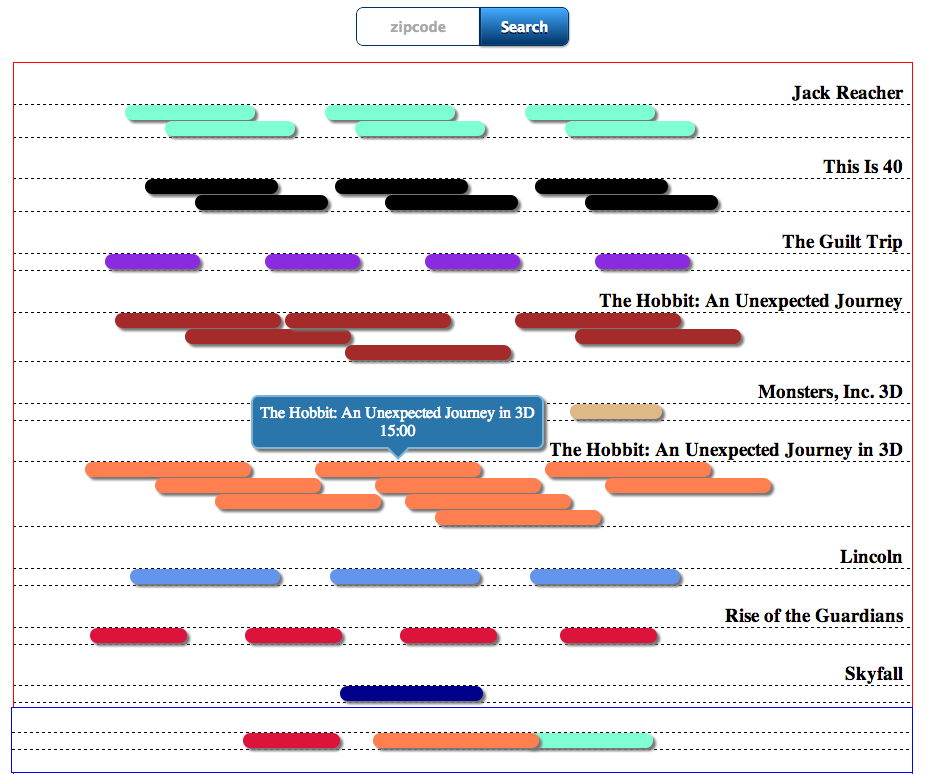 zipcode
Search
Jack Reacher
This Is 40
The Guilt Trip
The Hobbit: An Unexpected Journey
Monsters, Inc. 3D
The Hobbit: An Unexpected Journey in 3D
15:00
The Hobbit: An Unexpected Journey in 3D
Lincoln
Rise of the Guardians
Skyfall